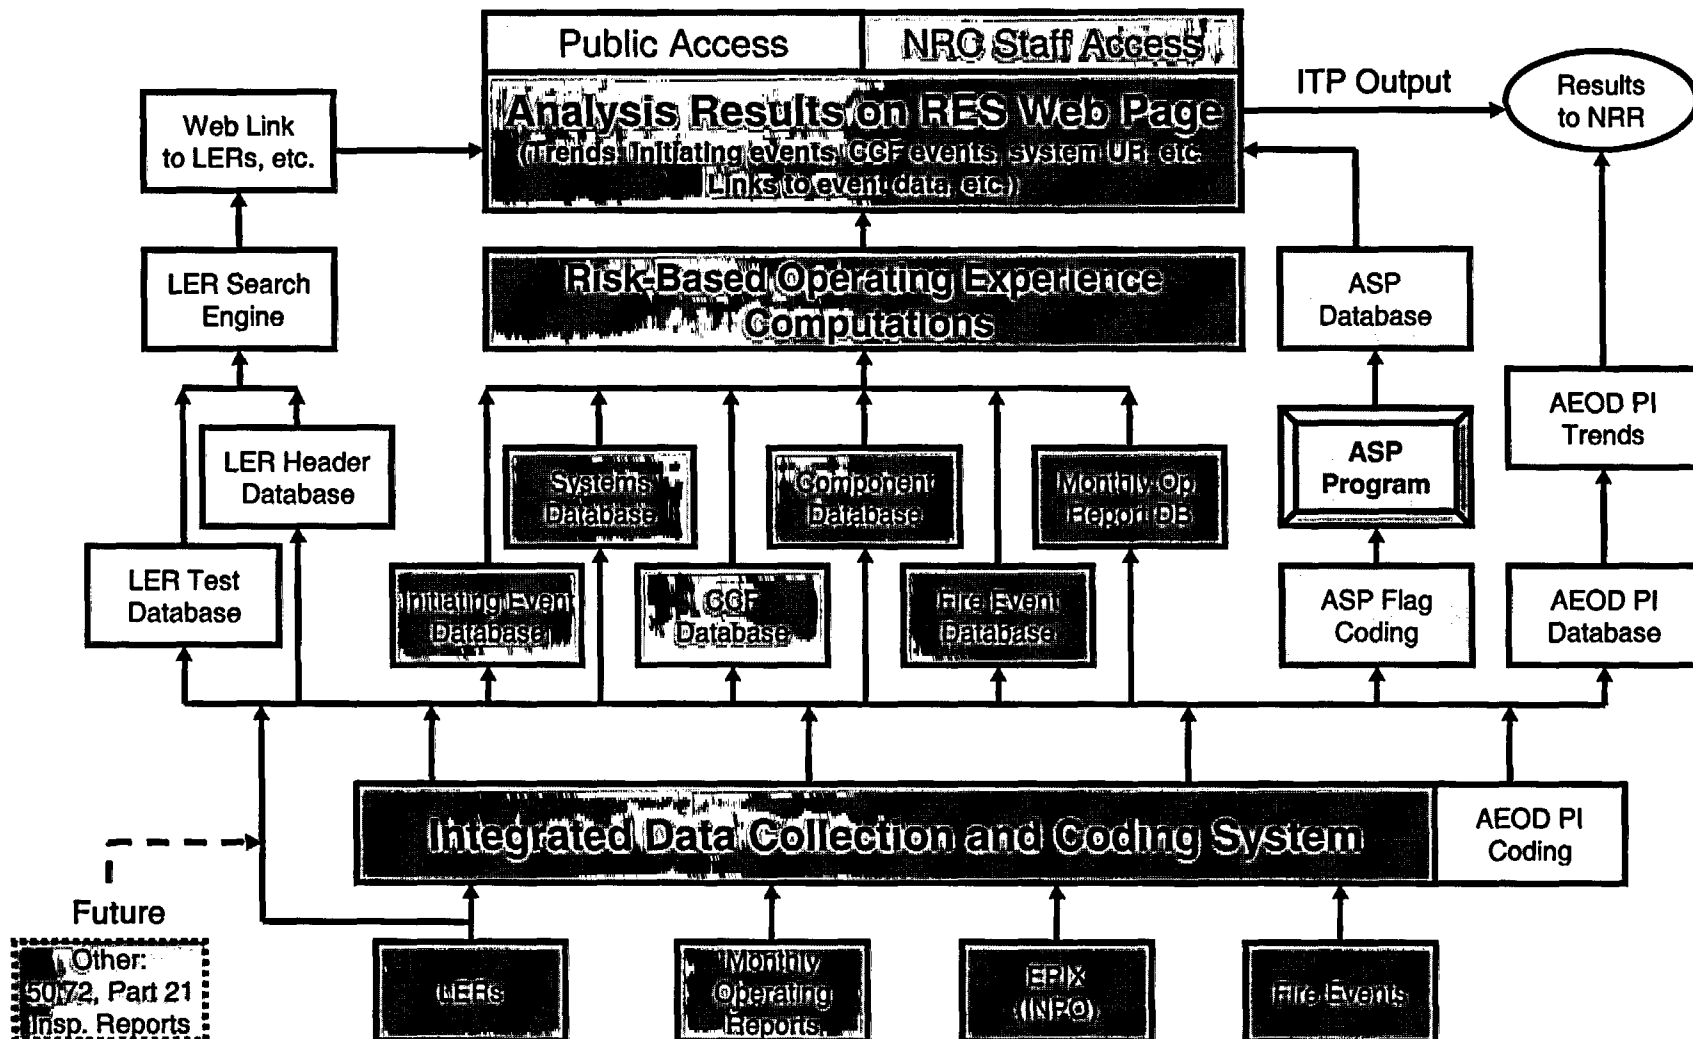 Public Access
NRC Staff Access
Analysis Results on RES Web Page
(Trends, Initiating events, CCF events, system UR, etc.
Links to event data, etc.)
ITP Output
Results
to NRR
Web Link
to LERs, etc.
Risk-Based Operating Experience
Computations
LER Search
Engine
ASP
Database
AEOD PI
Trends
LER Header
Database
Systems
Database
Component
Database
Monthly Op
Report DB
ASP
Program
LER Test
Database
Initiating Event
Database
CCF
Database
Fire Event
Database
ASP Flag
Coding
AEOD PI
Database
Integrated Data Collection and Coding System
AEOD PI
Coding
Future
Other:
50.72, Part 21
Insp. Reports
LERs
Monthly
Operating
Reports
EPIX
(INPO)
Fire Events